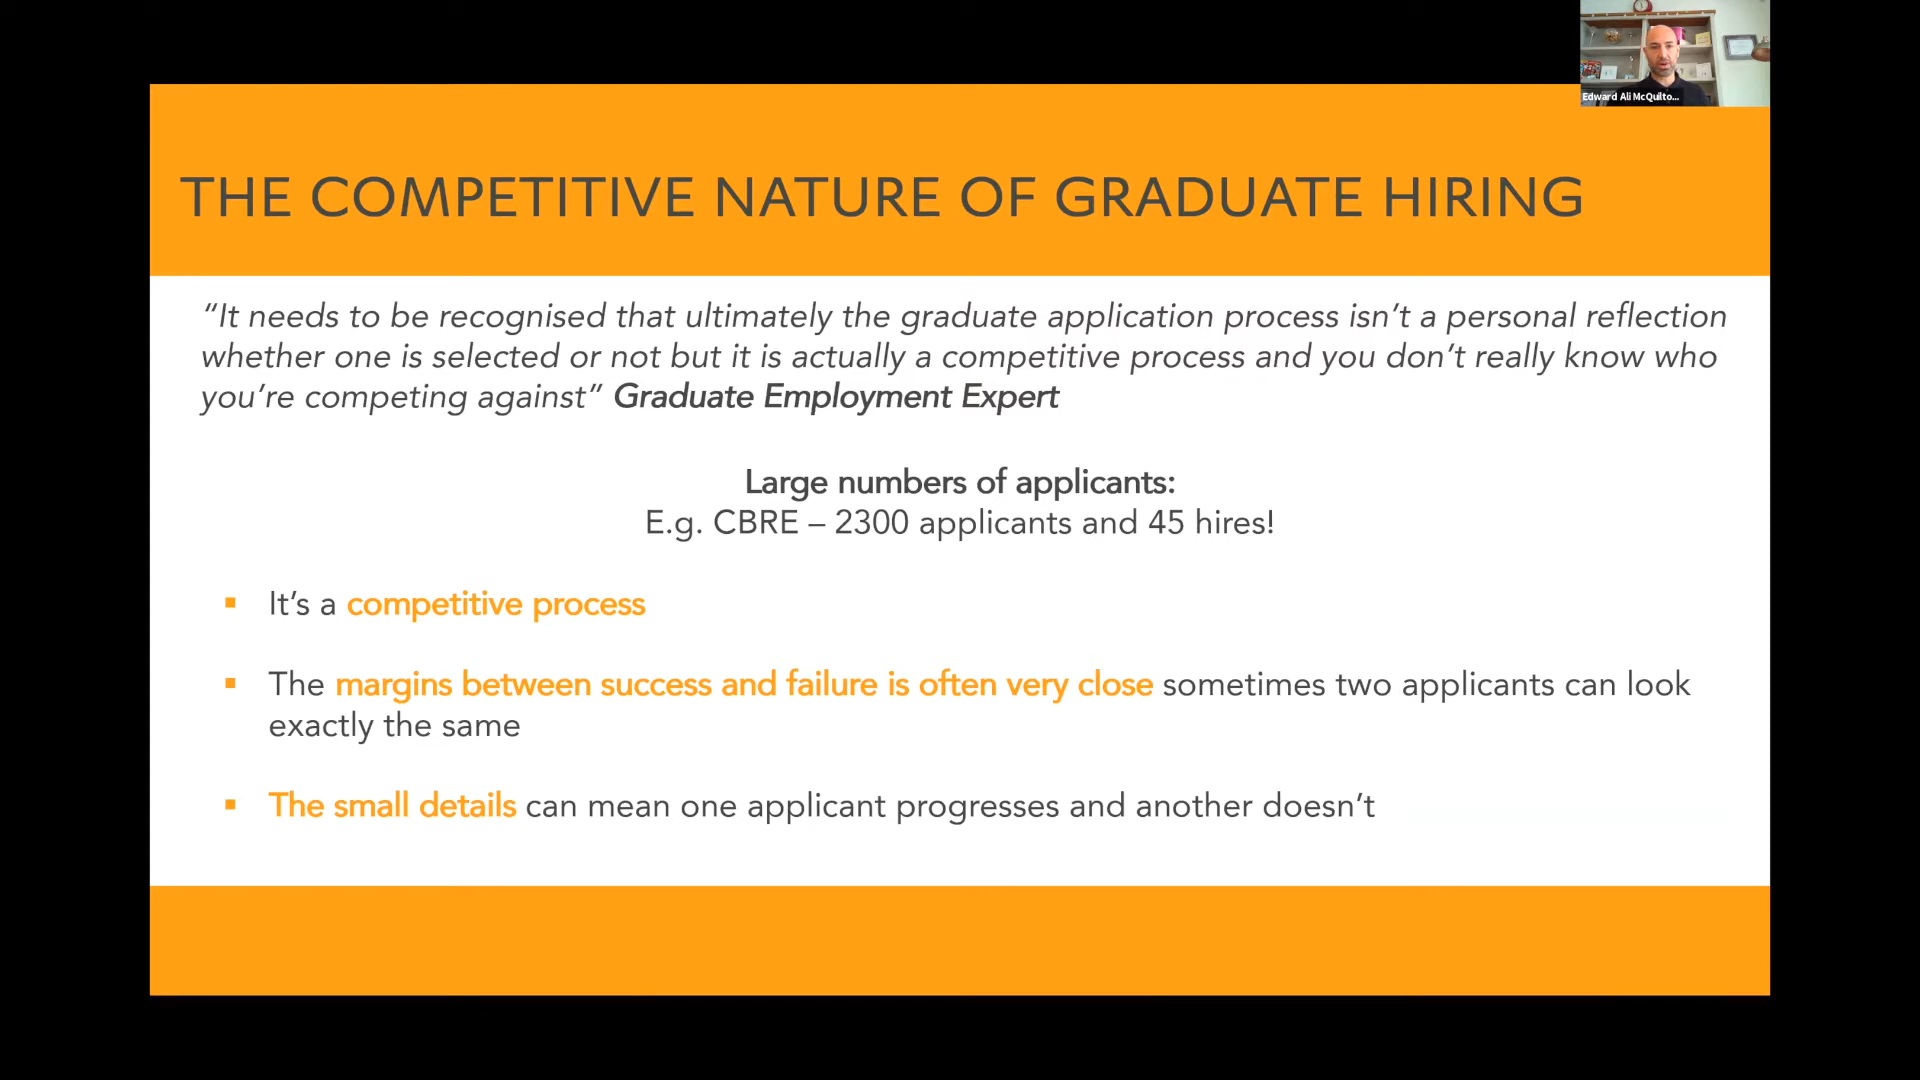 Edward Ali McQuilto...
THE COMPETITIVE NATURE OF GRADUATE HIRING
“It needs to be recognised that ultimately the graduate application process isn’t a personal reflection
whether one is selected or not but it is actually a competitive process and you don’t really know who
you’re competing against” Graduate Employment Expert
Large numbers of applicants:
E.g. CBRE – 2300 applicants and 45 hires!
▪ It’s a competitive process
▪ The margins between success and failure is often very close sometimes two applicants can look
exactly the same
▪ The small details can mean one applicant progresses and another doesn’t